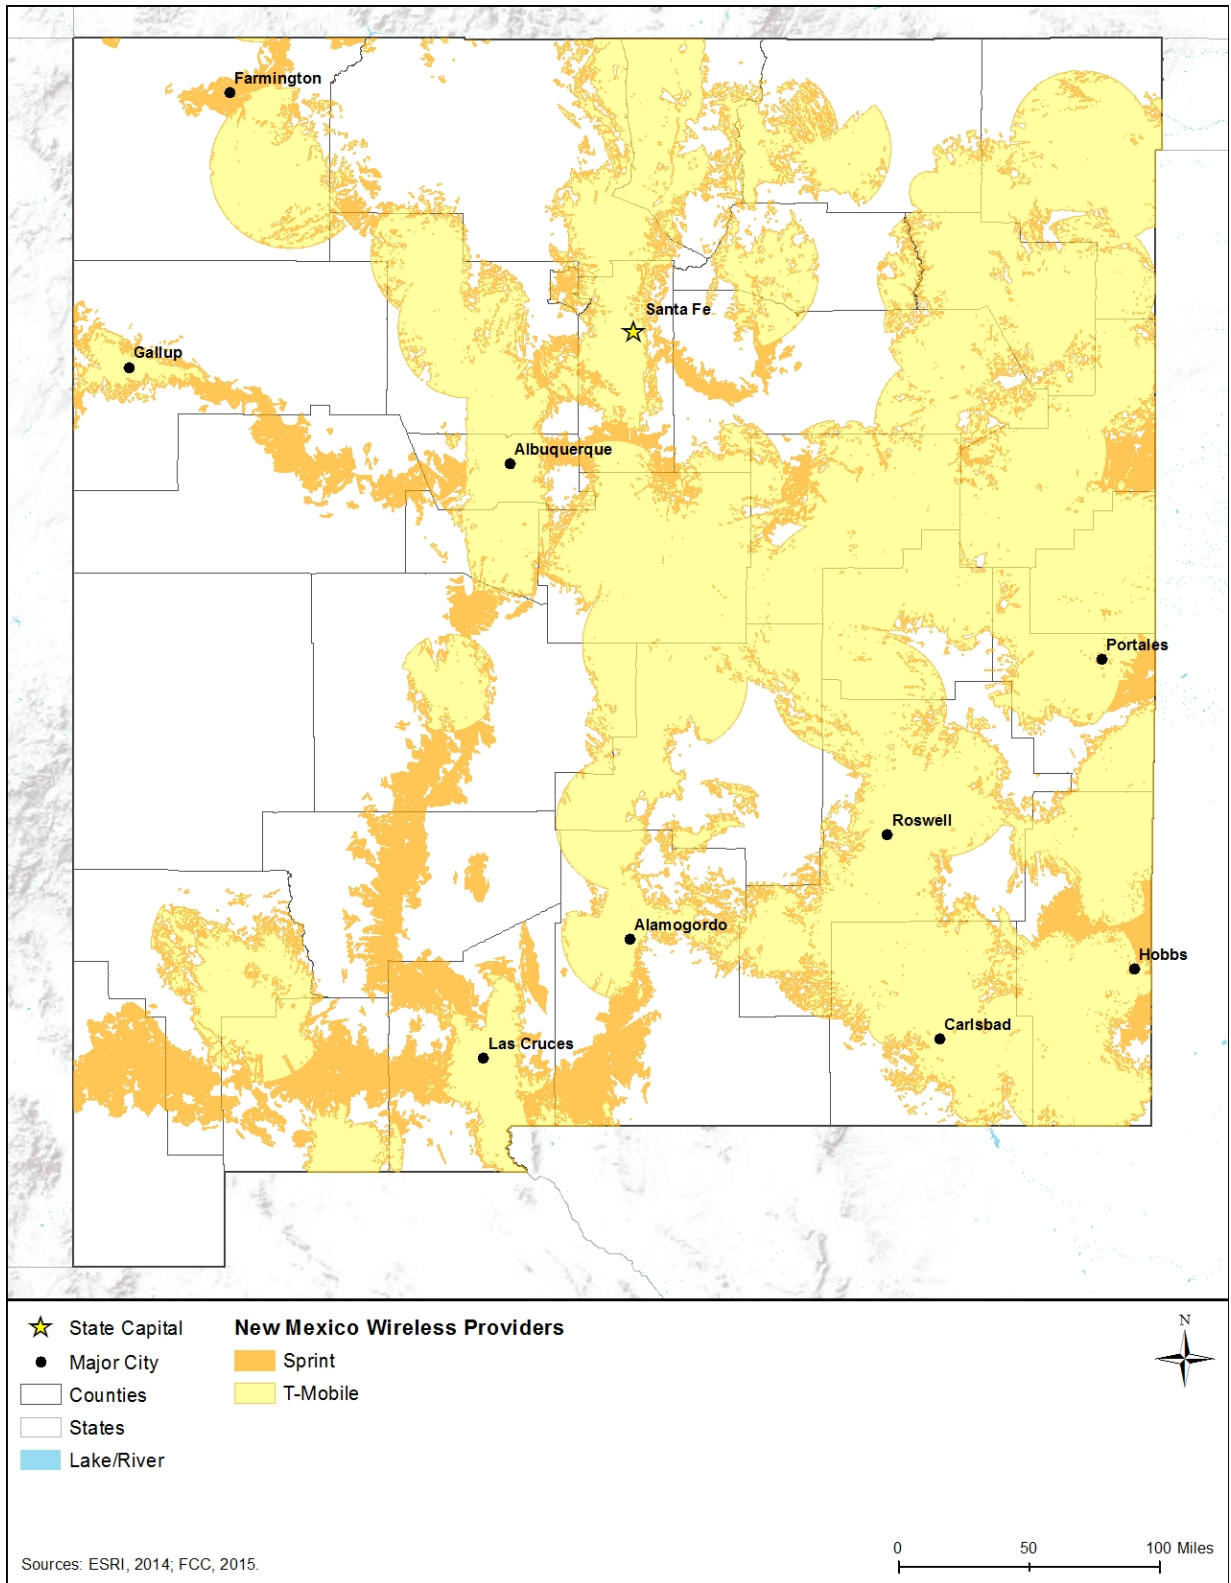 Farmington
Santa Fe
Gallup
Albuquerque
Portales
Roswell
Alamogordo
Hobbs
Carlsbad
Las Cruces
State Capital
Major City
Counties
States
Lake/River
New Mexico Wireless Providers
Sprint
T-Mobile
N
Sources: ESRI, 2014; FCC, 2015.
0 50 100 Miles